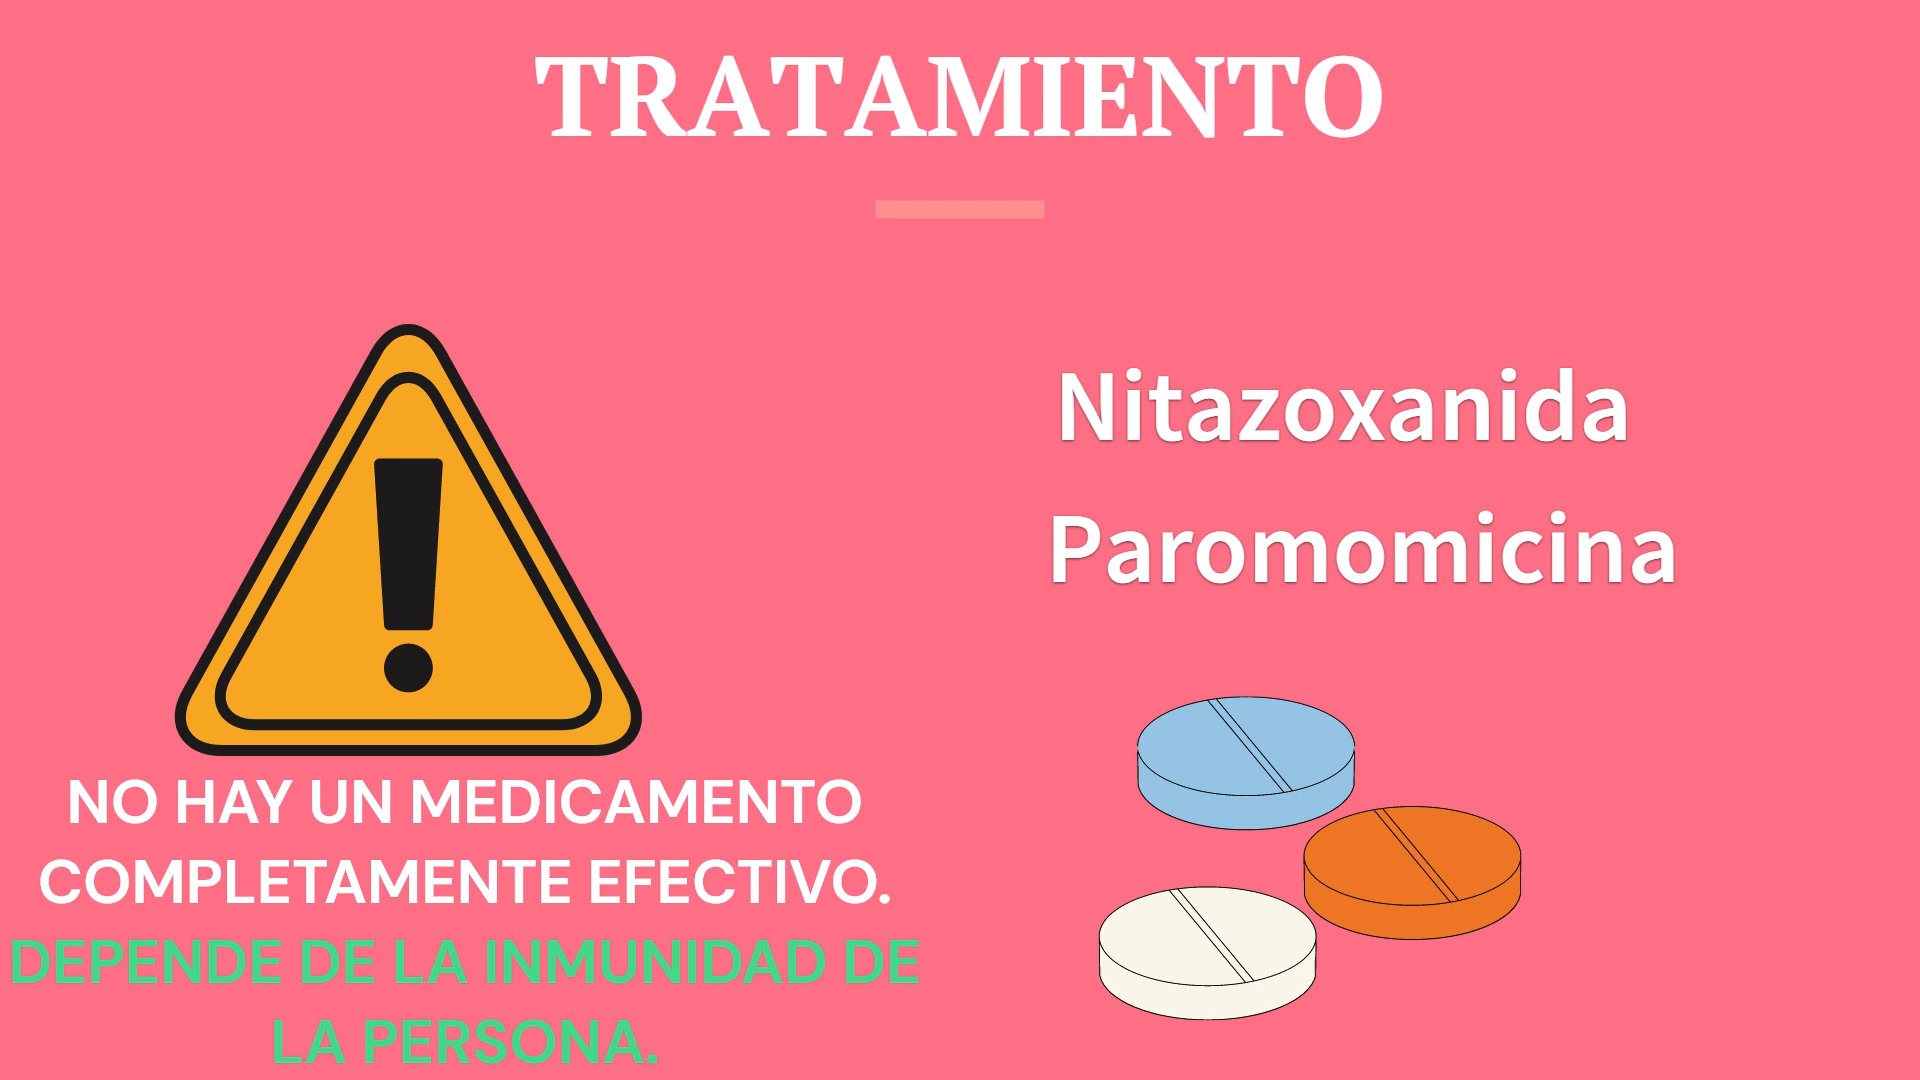 TRATAMIENTO
Nitazoxanida
Paromomicina
NO HAY UN MEDICAMENTO
COMPLETAMENTE EFECTIVO.
DEPENDE DE LA INMUNIDAD DE
LA PERSONA.